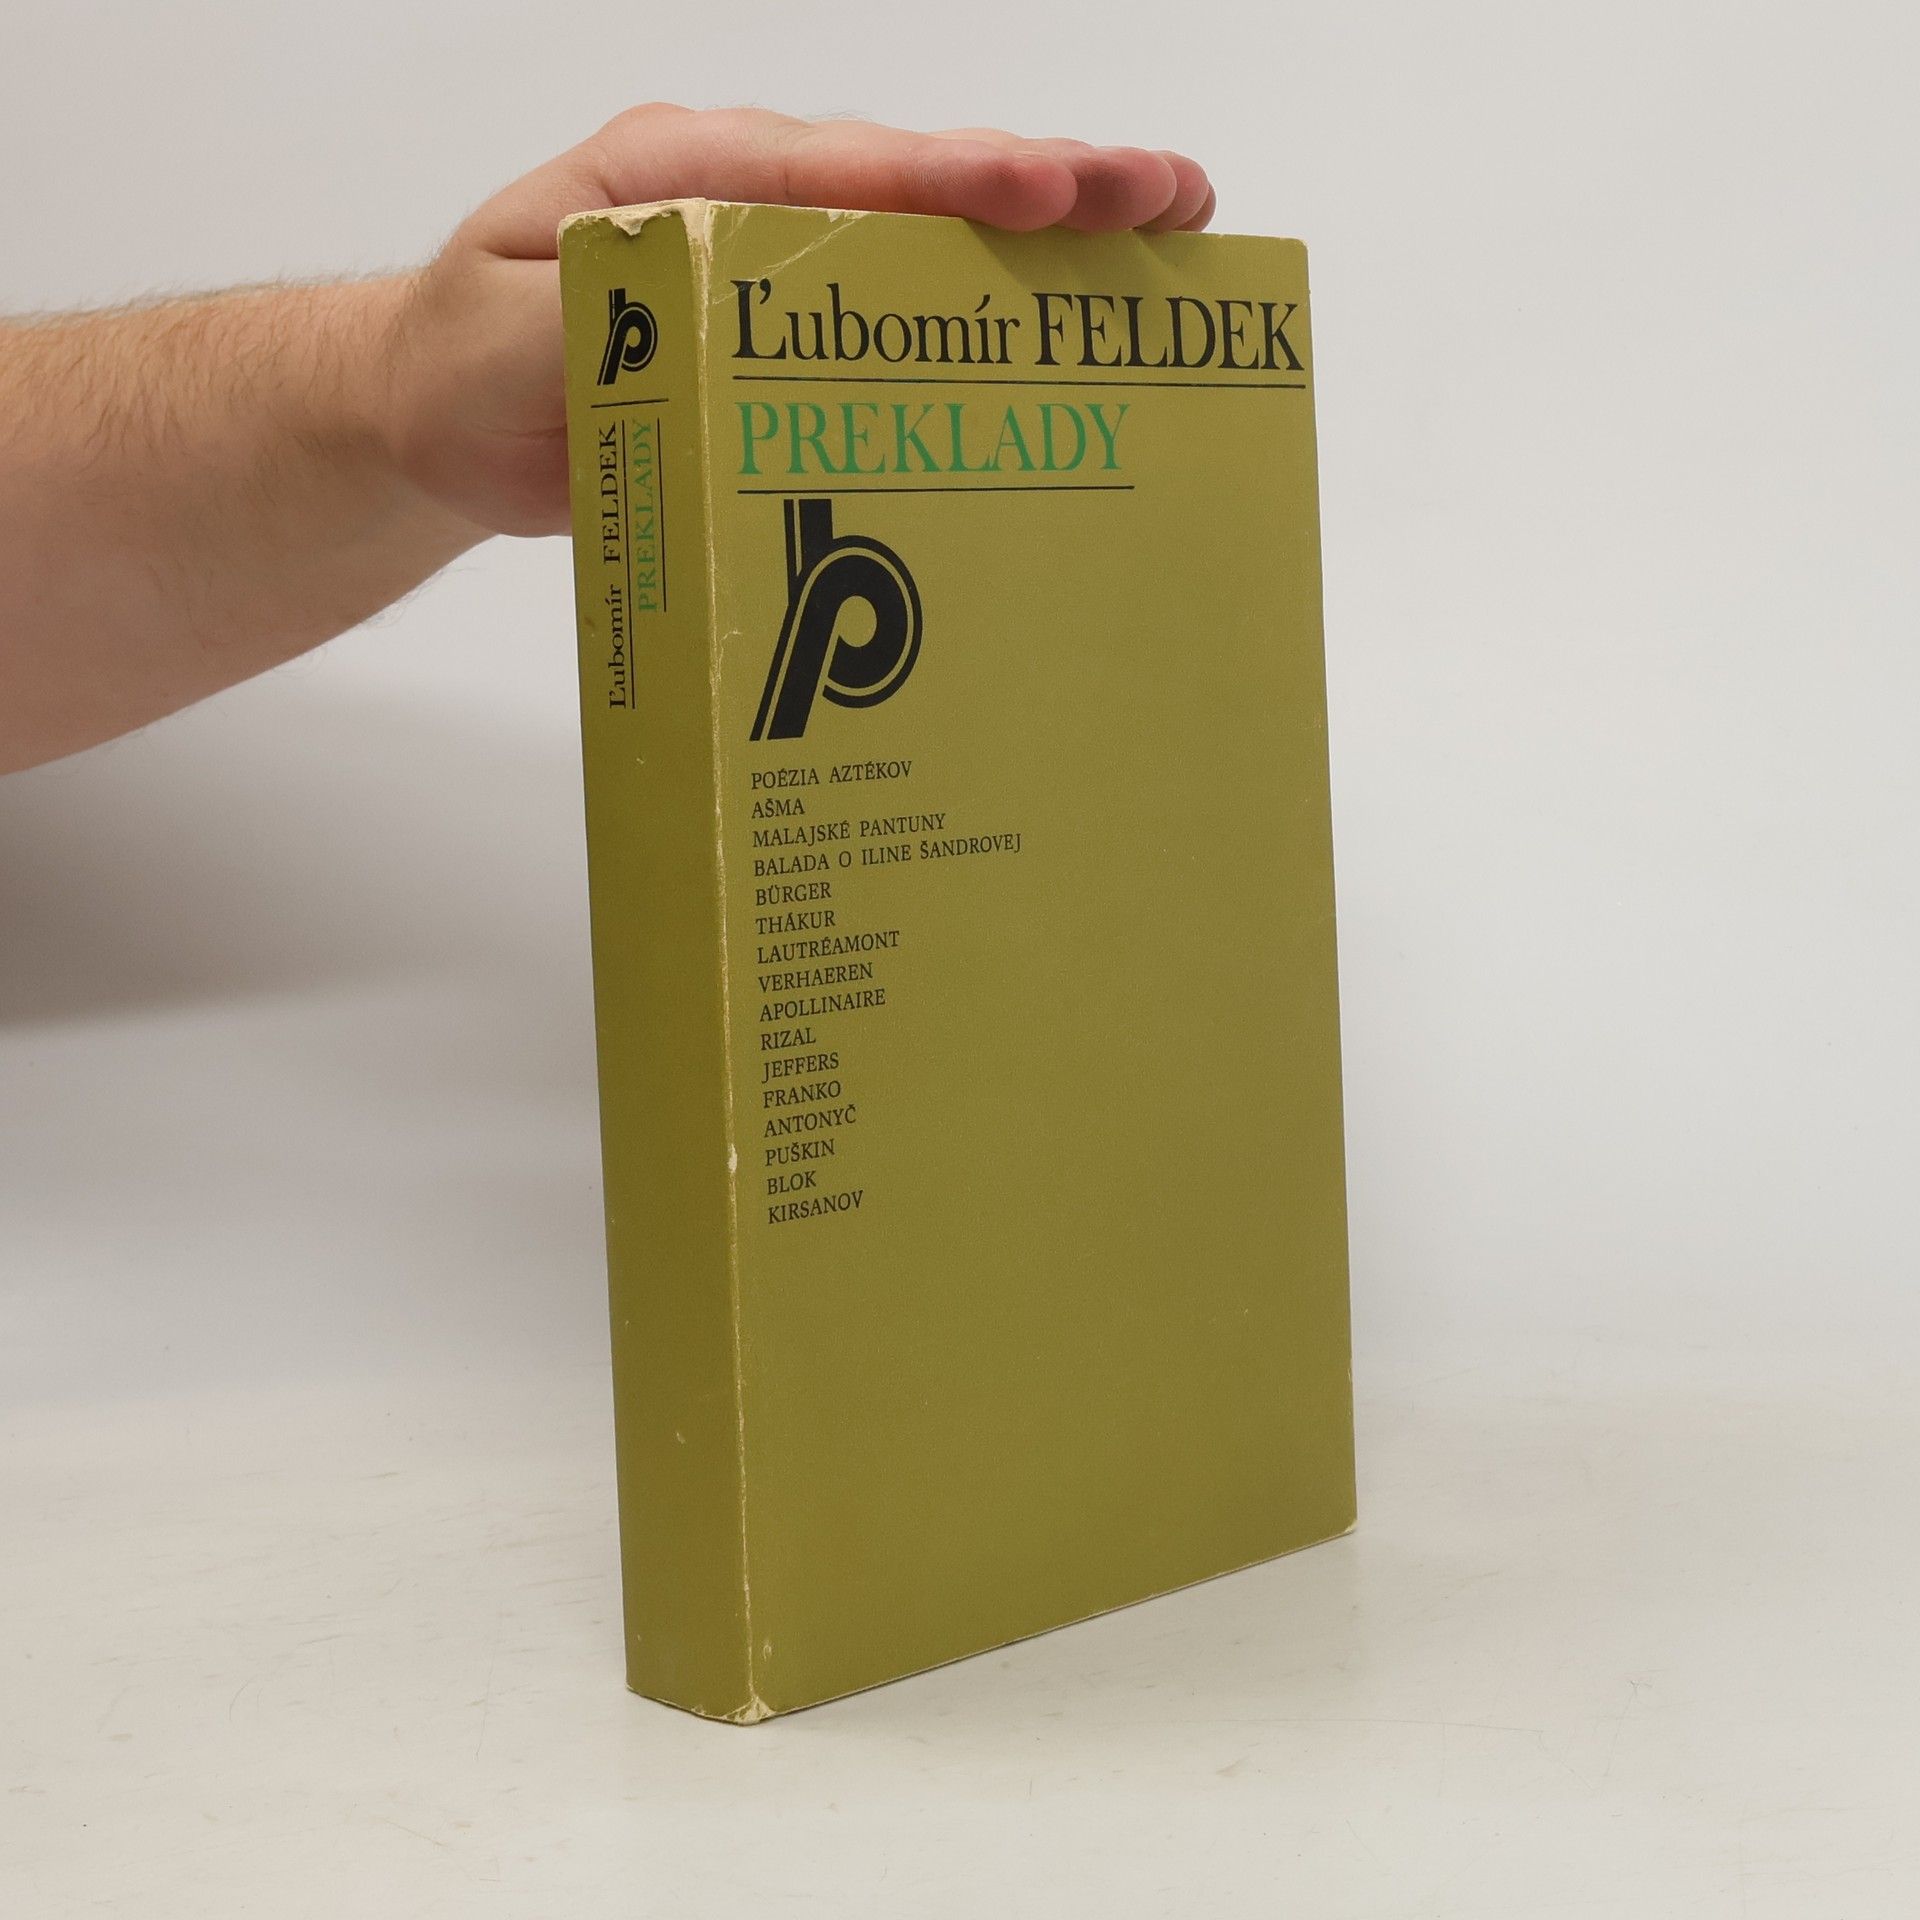 Ľubomír FELDEK
PREKLADY
Ľubomír FELDEK
PREKLADY
POÉZIA AZTÉKOV
AŠMA
MALAJSKÉ PANTUNY
BALADA O ILINE ŠANDROVEJ
BÜRGER
THÁKUR
LAUTRÉAMONT
VERHAEREN
APOLLINAIRE
RIZAL
JEFFERS
FRANKO
ANTONYČ
PUŠKIN
BLOK
KIRSANOV